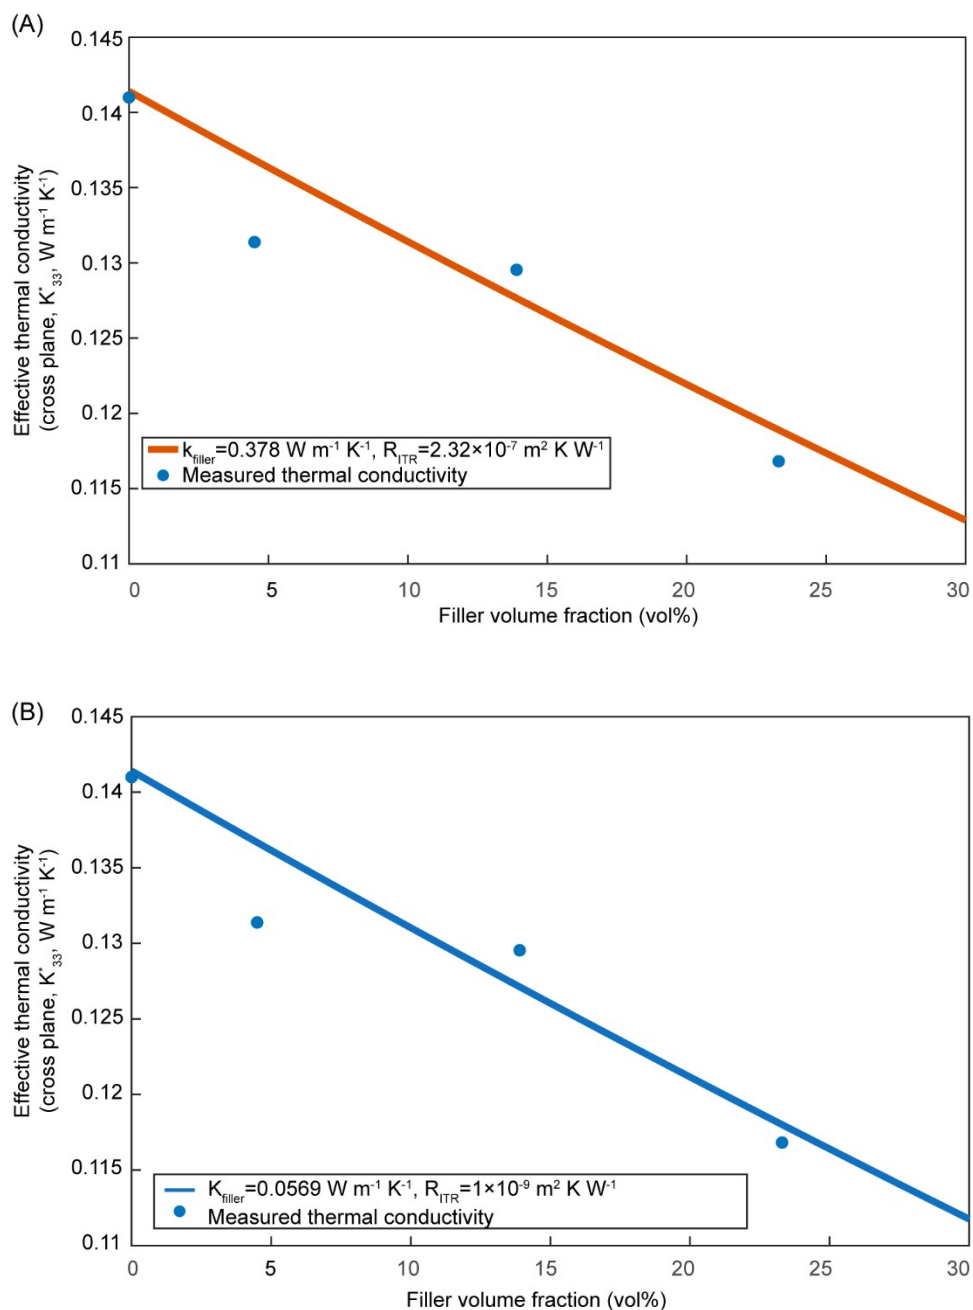 (A)
0.145
0.14
0.135
0.13
0.125
0.12
0.115
0.11
Effective thermal conductivity
(cross plane, K*33, W m-1 K-1)
kfiller=0.378 W m-1 K-1, RITR=2.32×10-7 m2 K W-1
Measured thermal conductivity
0 5 10 15 20 25 30
Filler volume fraction (vol%)
(B)
0.145
0.14
0.135
0.13
0.125
0.12
0.115
0.11
Effective thermal conductivity
(cross plane, K*33, W m-1 K-1)
Kfiller=0.0569 W m-1 K-1, RITR=1×10-9 m2 K W-1
Measured thermal conductivity
0 5 10 15 20 25 30
Filler volume fraction (vol%)